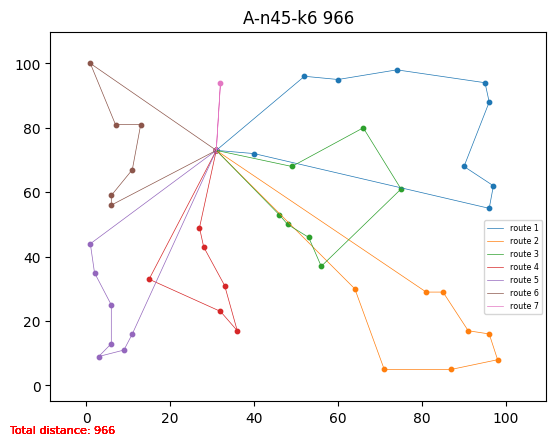 A-n45-k6 966
100
80
60
40
20
0
0 20 40 60 80 100
route 1
route 2
route 3
route 4
route 5
route 6
route 7
Total distance: 966